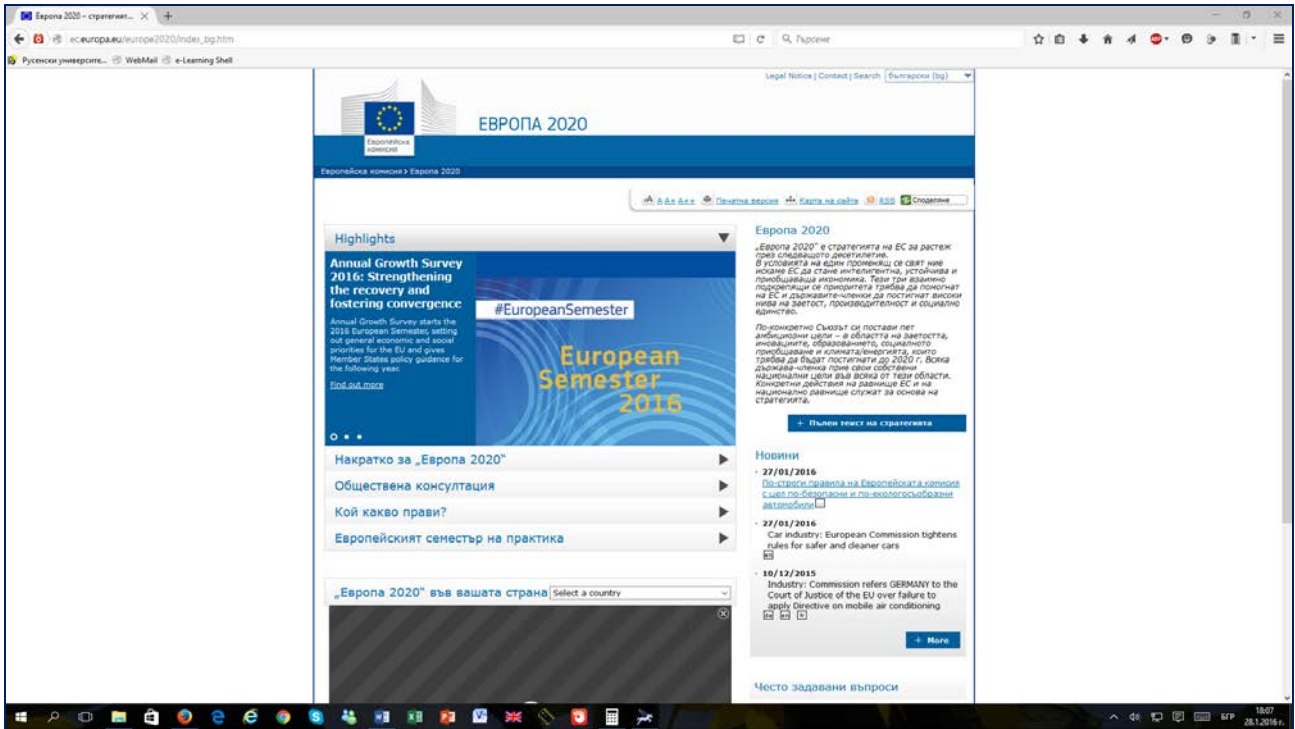 Европа 2020 – стратегият...
ec.europa.eu/europe2020/index_bg.htm
Търсене
Русенски университе...
WebMail
e-Learning Shell
Legal Notice | Contact | Search
български (bg)
ЕВРОПА 2020
Европейска
комисия
Европейска комисия > Европа 2020
A A± A±±
Печатна версия
Карта на сайта
RSS
Споделяне
Highlights
Annual Growth Survey
2016: Strengthening
the recovery and
fostering convergence
Annual Growth Survey starts the
2016 European Semester, setting
out general economic and social
priorities for the EU and gives
Member States policy guidance for
the following year.
Find out more
#EuropeanSemester
European
Semester
2016
Накратко за „Европа 2020“
Обществена консултация
Кой какво прави?
Европейският семестър на практика
„Европа 2020“ във вашата страна
Select a country
Европа 2020
„Европа 2020“ е стратегията на ЕС за растеж
през следващото десетилетие.
В условията на един променящ се свят ние
искаме ЕС да стане интелигентна, устойчива и
приобщаваща икономика. Тези три взаимно
подкрепящи се приоритета трябва да помогнат
на ЕС и държавите-членки да постигнат високи
нива на заетост, производителност и социално
единство.
По-конкретно Съюзът си постави пет
амбициозни цели – в областта на заетостта,
иновациите, образованието, социалното
приобщаване и климата/енергията, които
трябва да бъдат постигнати до 2020 г. Всяка
държава-членка прие свои собствени
национални цели във всяка от тези области.
Конкретни действия на равнище ЕС и на
национално равнище служат за основа на
стратегията.
+ Пълен текст на стратегията
Новини
27/01/2016
По-строги правила на Европейската комисия
с цел по-безопасни и по-екологосъобразни
автомобили
27/01/2016
Car industry: European Commission tightens
rules for safer and cleaner cars
en
10/12/2015
Industry: Commission refers GERMANY to the
Court of Justice of the EU over failure to
apply Directive on mobile air conditioning
de en fr
+ More
Често задавани въпроси
БГР
18:07
28.1.2016 г.